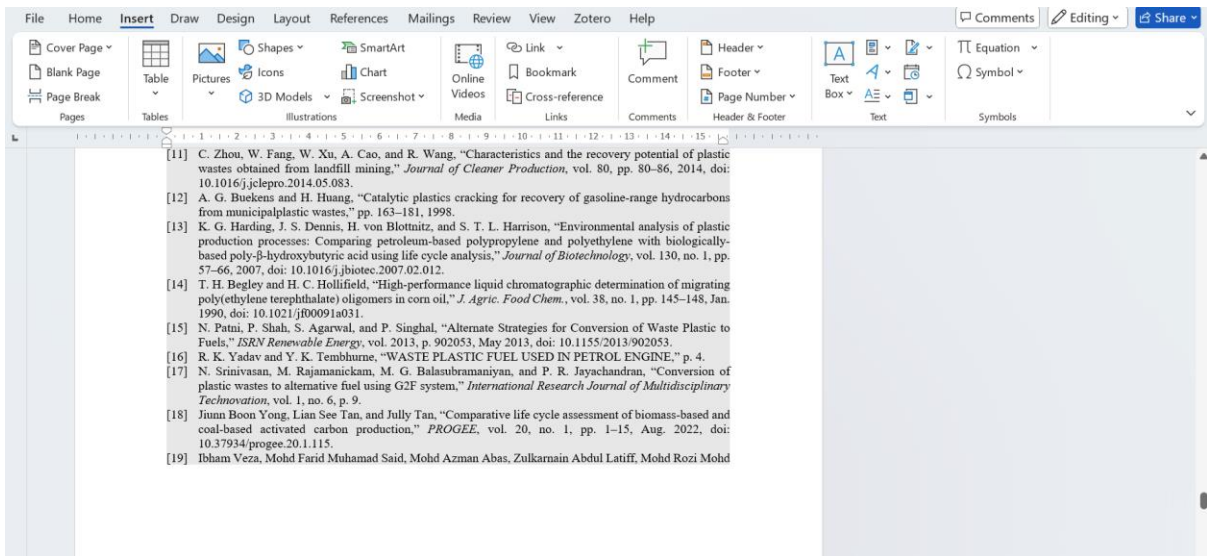 File Home Insert Draw Design Layout References Mailings Review View Zotero Help Comments Editing Share
Cover Page
Blank Page
Page Break
Pages
Table
Tables
Pictures
Shapes
Icons
3D Models
SmartArt
Chart
Screenshot
Illustrations
Online
Videos
Media
Link
Bookmark
Cross-reference
Links
Comment
Comments
Header
Footer
Page Number
Header & Footer
Text
Box
Text
Equation
Symbol
Symbols
1 2 3 4 5 6 7 8 9 10 11 12 13 14 15
[11] C. Zhou, W. Fang, W. Xu, A. Cao, and R. Wang, “Characteristics and the recovery potential of plastic
wastes obtained from landfill mining,” Journal of Cleaner Production, vol. 80, pp. 80–86, 2014, doi:
10.1016/j.jclepro.2014.05.083.
[12] A. G. Buekens and H. Huang, “Catalytic plastics cracking for recovery of gasoline-range hydrocarbons
from municipalplastic wastes,” pp. 163–181, 1998.
[13] K. G. Harding, J. S. Dennis, H. von Blottnitz, and S. T. L. Harrison, “Environmental analysis of plastic
production processes: Comparing petroleum-based polypropylene and polyethylene with biologically-
based poly-β-hydroxybutyric acid using life cycle analysis,” Journal of Biotechnology, vol. 130, no. 1, pp.
57–66, 2007, doi: 10.1016/j.jbiotec.2007.02.012.
[14] T. H. Begley and H. C. Hollifield, “High-performance liquid chromatographic determination of migrating
poly(ethylene terephthalate) oligomers in corn oil,” J. Agric. Food Chem., vol. 38, no. 1, pp. 145–148, Jan.
1990, doi: 10.1021/jf00091a031.
[15] N. Patni, P. Shah, S. Agarwal, and P. Singhal, “Alternate Strategies for Conversion of Waste Plastic to
Fuels,” ISRN Renewable Energy, vol. 2013, p. 902053, May 2013, doi: 10.1155/2013/902053.
[16] R. K. Yadav and Y. K. Tembhurne, “WASTE PLASTIC FUEL USED IN PETROL ENGINE,” p. 4.
[17] N. Srinivasan, M. Rajamanickam, M. G. Balasubramaniyan, and P. R. Jayachandran, “Conversion of
plastic wastes to alternative fuel using G2F system,” International Research Journal of Multidisciplinary
Technovation, vol. 1, no. 6, p. 9.
[18] Jiunn Boon Yong, Lian See Tan, and Jully Tan, “Comparative life cycle assessment of biomass-based and
coal-based activated carbon production,” PROGEE, vol. 20, no. 1, pp. 1–15, Aug. 2022, doi:
10.37934/progee.20.1.115.
[19] Ibham Veza, Mohd Farid Muhamad Said, Mohd Azman Abas, Zulkarnain Abdul Latiff, Mohd Rozi Mohd